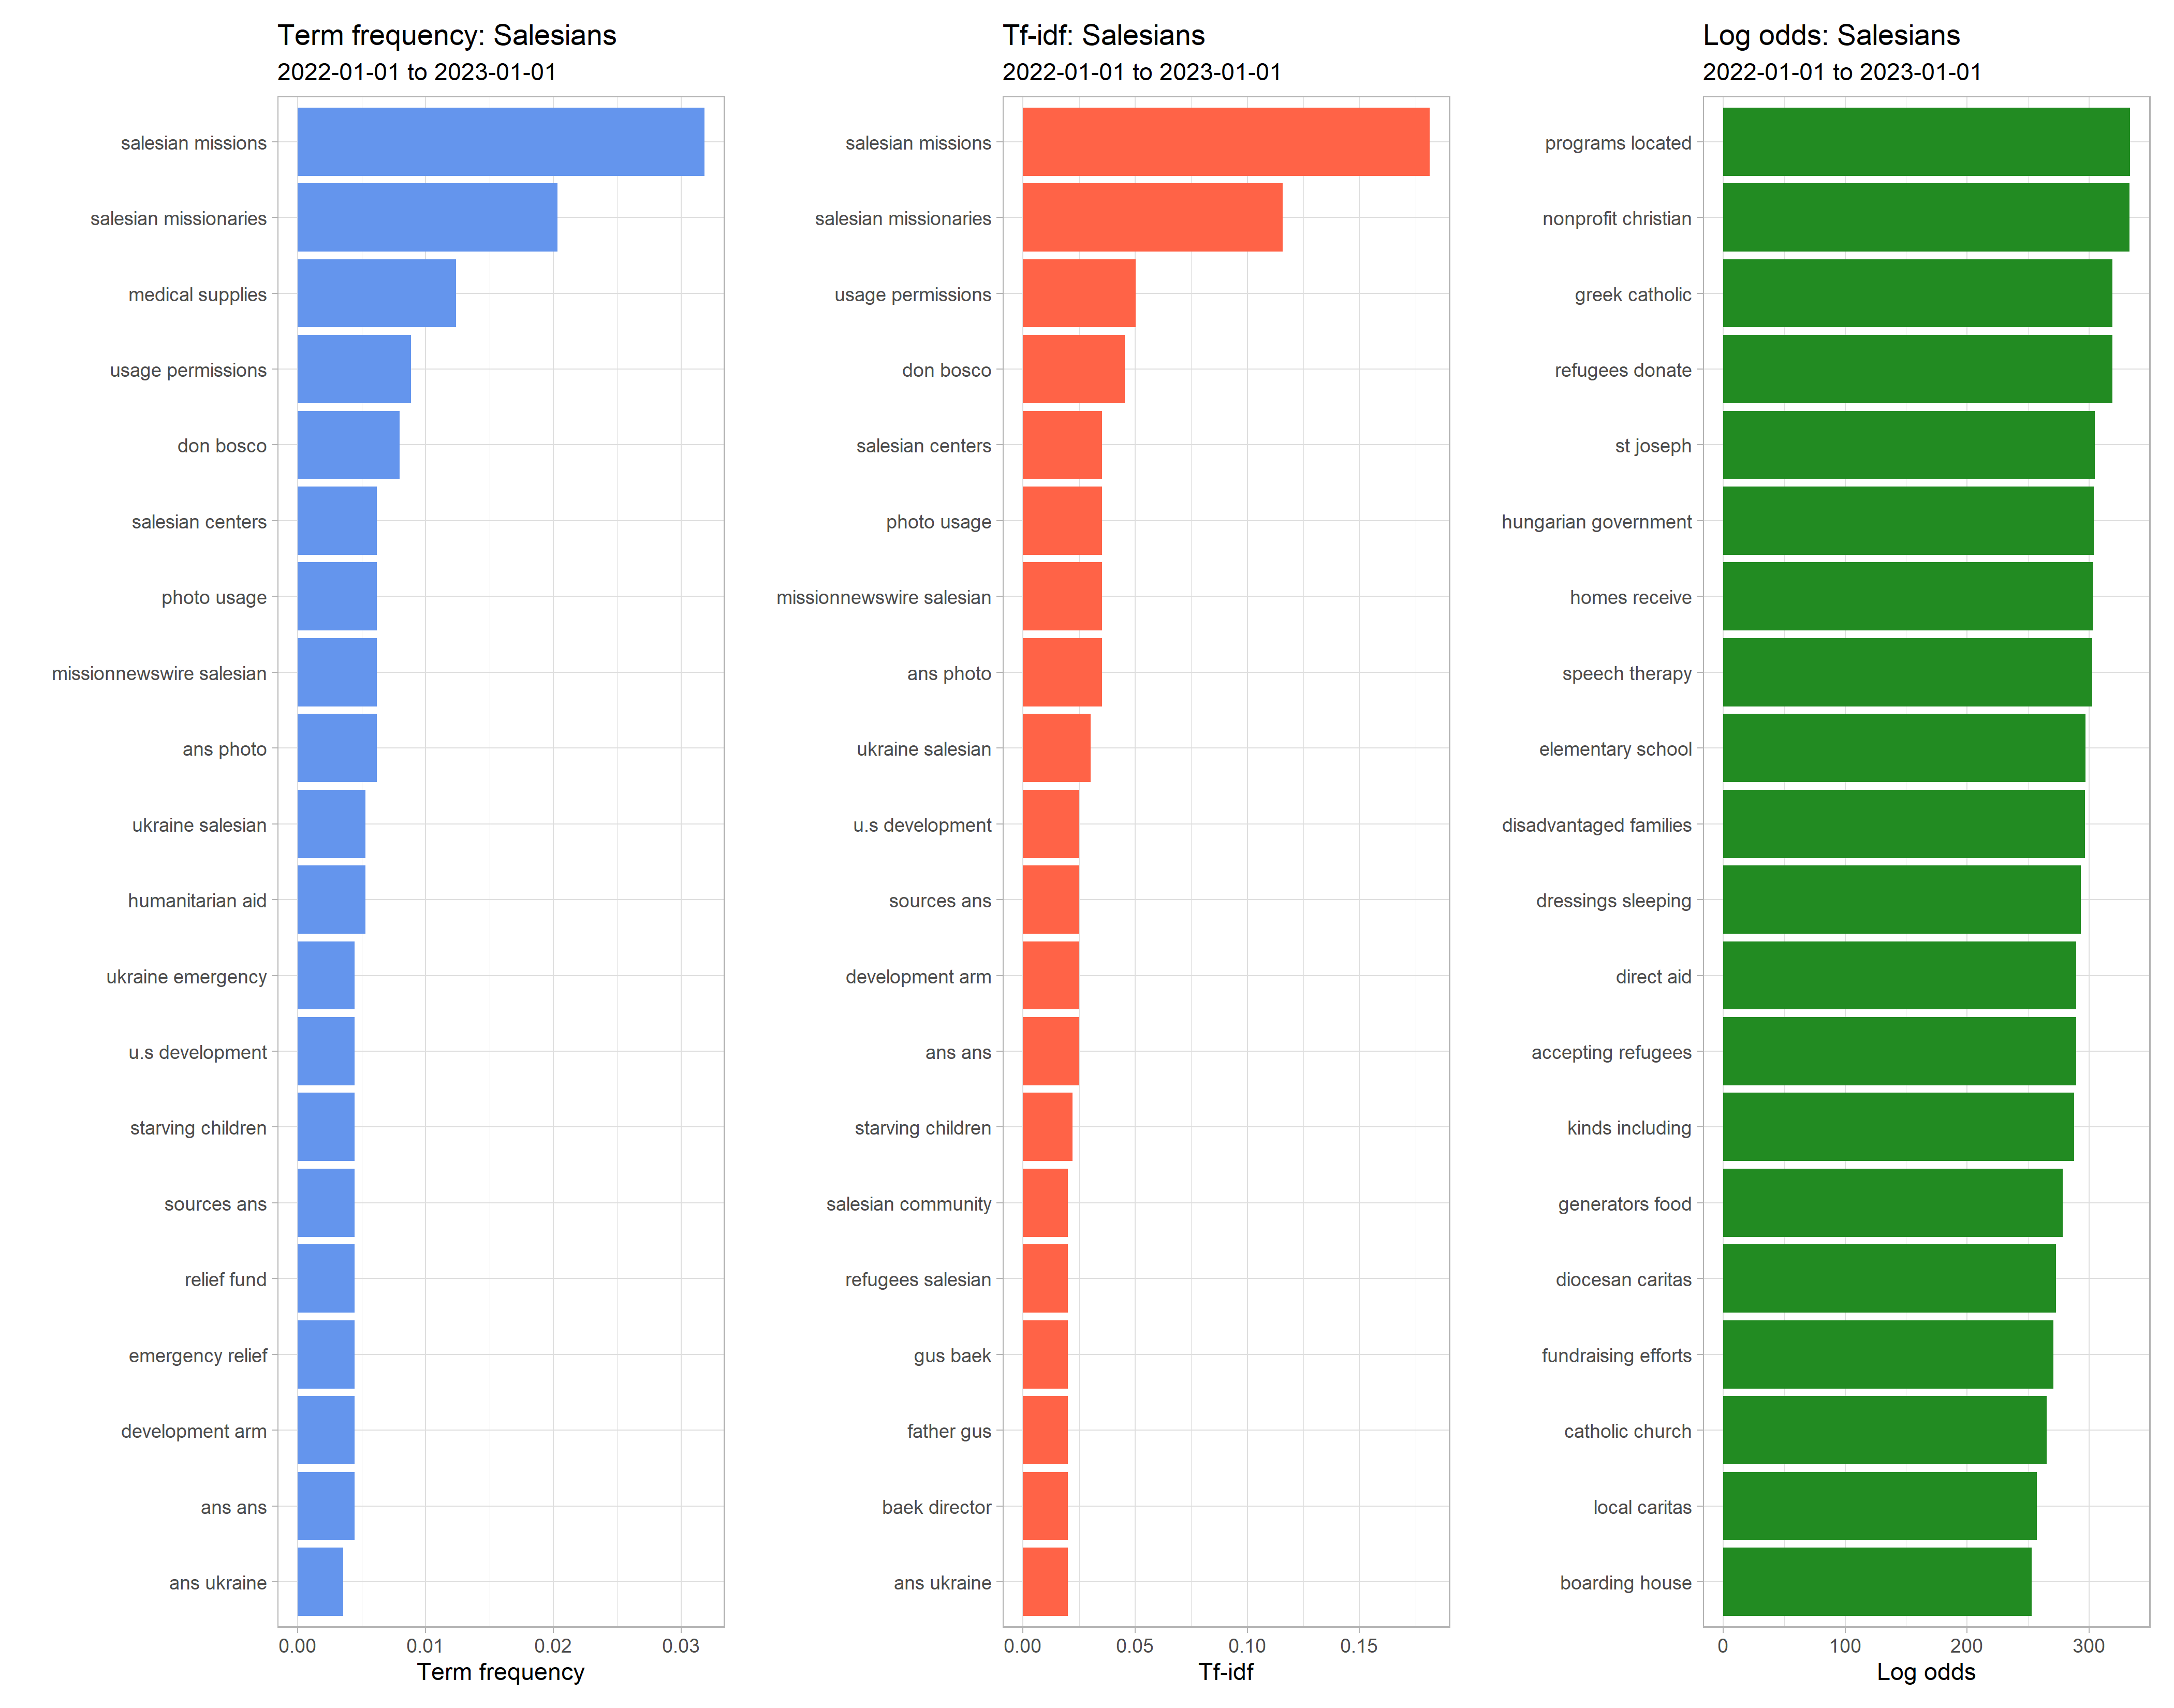 Term frequency: Salesians
2022-01-01 to 2023-01-01
salesian missions
salesian missionaries
medical supplies
usage permissions
don bosco
salesian centers
photo usage
missionnewswire salesian
ans photo
ukraine salesian
humanitarian aid
ukraine emergency
u.s development
starving children
sources ans
relief fund
emergency relief
development arm
ans ans
ans ukraine
0.00 0.01 0.02 0.03
Term frequency
Tf-idf: Salesians
2022-01-01 to 2023-01-01
salesian missions
salesian missionaries
usage permissions
don bosco
salesian centers
photo usage
missionnewswire salesian
ans photo
ukraine salesian
u.s development
sources ans
development arm
ans ans
starving children
salesian community
refugees salesian
gus baek
father gus
baek director
ans ukraine
0.00 0.05 0.10 0.15
Tf-idf
Log odds: Salesians
2022-01-01 to 2023-01-01
programs located
nonprofit christian
greek catholic
refugees donate
st joseph
hungarian government
homes receive
speech therapy
elementary school
disadvantaged families
dressings sleeping
direct aid
accepting refugees
kinds including
generators food
diocesan caritas
fundraising efforts
catholic church
local caritas
boarding house
0 100 200 300
Log odds